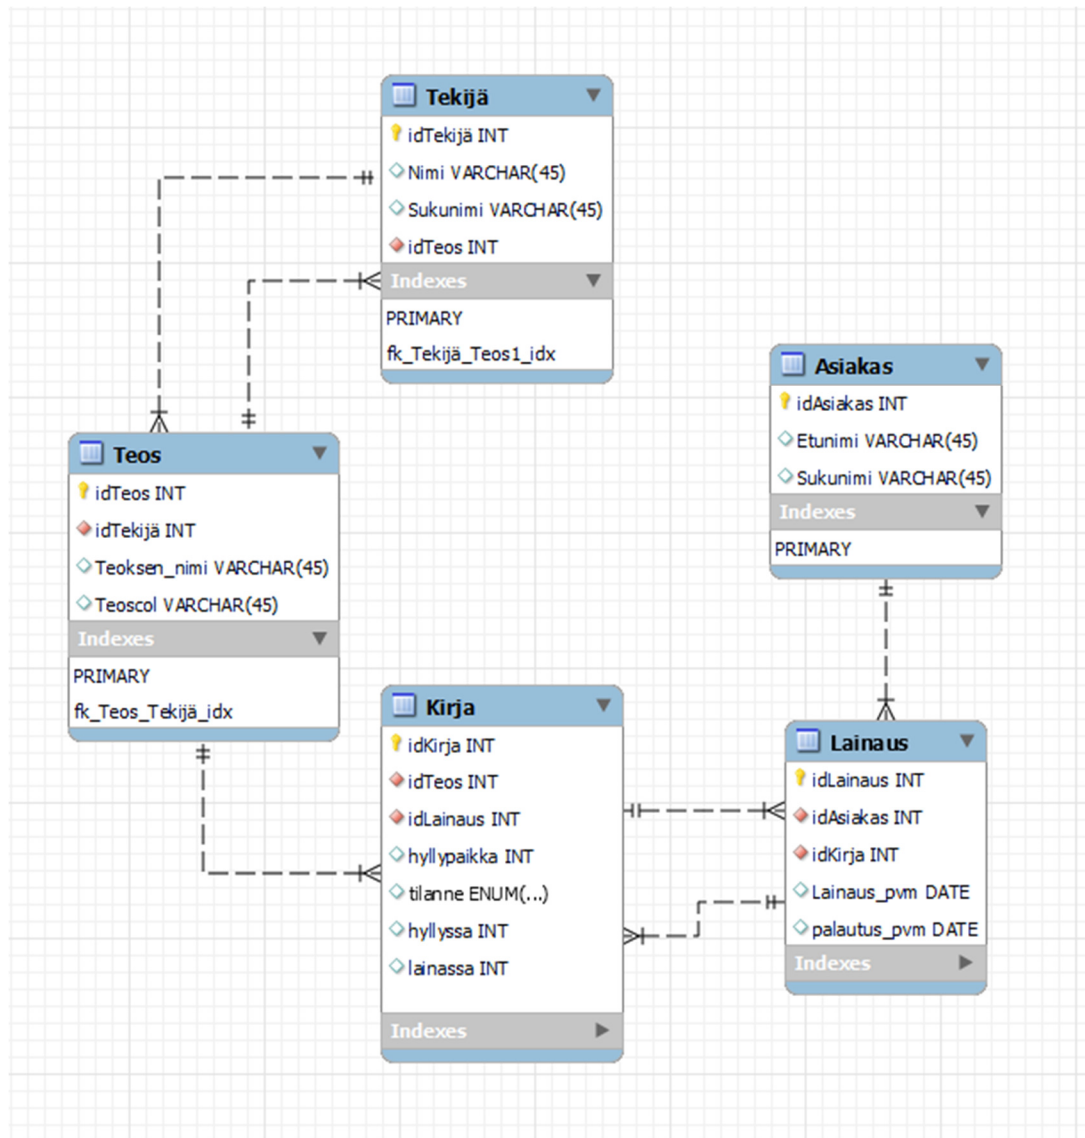 Tekijä
idTekijä INT
Nimi VARCHAR(45)
Sukunimi VARCHAR(45)
idTeos INT
Indexes
PRIMARY
fk_Tekijä_Teos1_idx
Asiakas
idAsiakas INT
Etunimi VARCHAR(45)
Sukunimi VARCHAR(45)
Indexes
PRIMARY
Teos
idTeos INT
idTekijä INT
Teoksen_nimi VARCHAR(45)
Teoscol VARCHAR(45)
Indexes
PRIMARY
fk_Teos_Tekijä_idx
Kirja
idKirja INT
idTeos INT
idLainaus INT
hyllypaikka INT
tilanne ENUM(...)
hyllyssa INT
lainassa INT
Indexes
Lainaus
idLainaus INT
idAsiakas INT
idKirja INT
Lainaus_pvm DATE
palautus_pvm DATE
Indexes